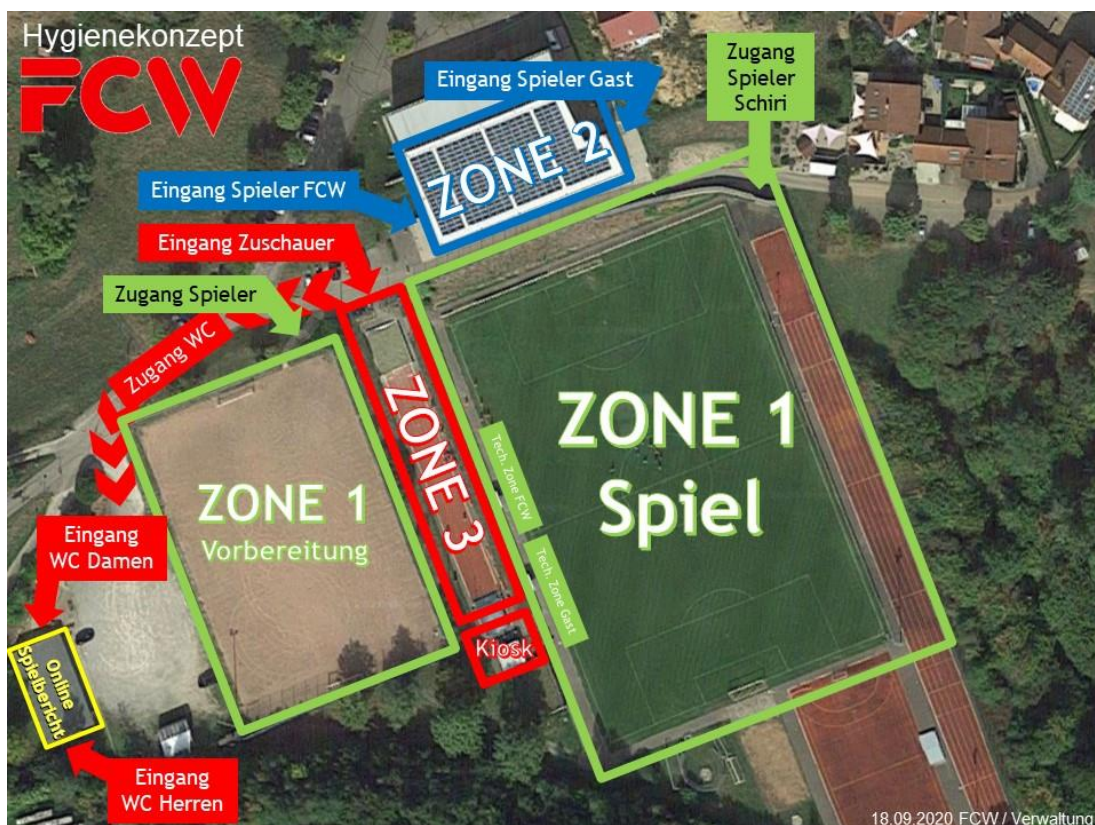 Hygienekonzept
FCW
Eingang Spieler Gast
Zugang
Spieler
Schiri
ZONE 2
Eingang Spieler FCW
Eingang Zuschauer
Zugang Spieler
Zugang WC
ZONE 3
ZONE 1
Spiel
Tech. Zone FCW
Tech. Zone Gast
ZONE 1
Vorbereitung
Eingang
WC Damen
Kiosk
Online
Spielbericht
Eingang
WC Herren
18.09.2020 FCW / Verwaltung